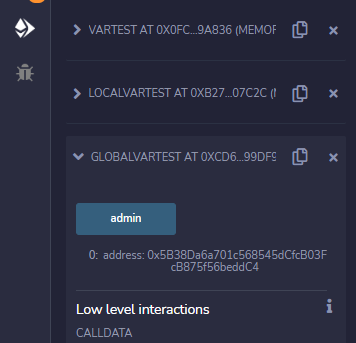 VARTEST AT 0X0FC...9A836 (MEMOR
LOCALVARTEST AT 0XB27...07C2C (
GLOBALVARTEST AT 0XCD6...99DF9
admin
0: address: 0x5B38Da6a701c568545dCfcB03F
cB875f56beddC4
Low level interactions
i
CALLDATA